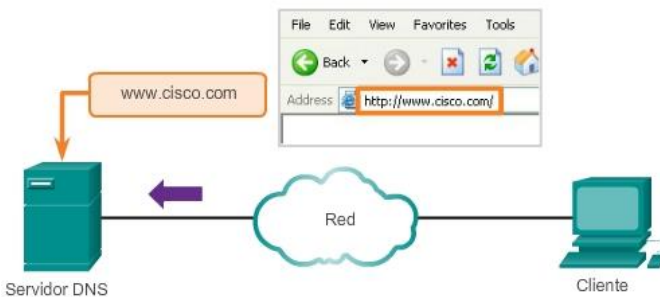 File Edit View Favorites Tools
Back
www.cisco.com
Address http://www.cisco.com/
Red
Servidor DNS
Cliente